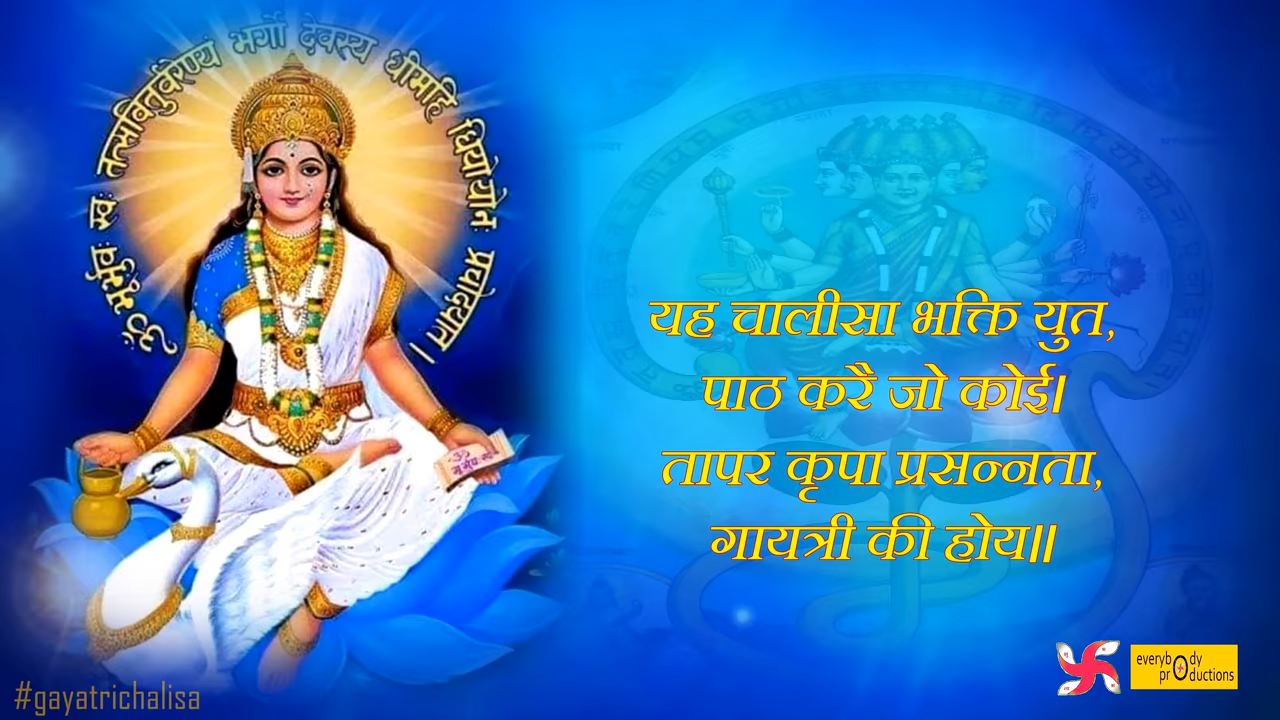 ॐ भूर्भुवः स्वः तत्सवितुर्वरेण्यं भर्गो देवस्य धीमहि धियो योनः प्रचोदयात् ।
यह चालीसा भक्ति युत,
पाठ करै जो कोई।
तापर कृपा प्रसन्नता,
गायत्री की होय॥
#gayatrichalisa
everybody
productions